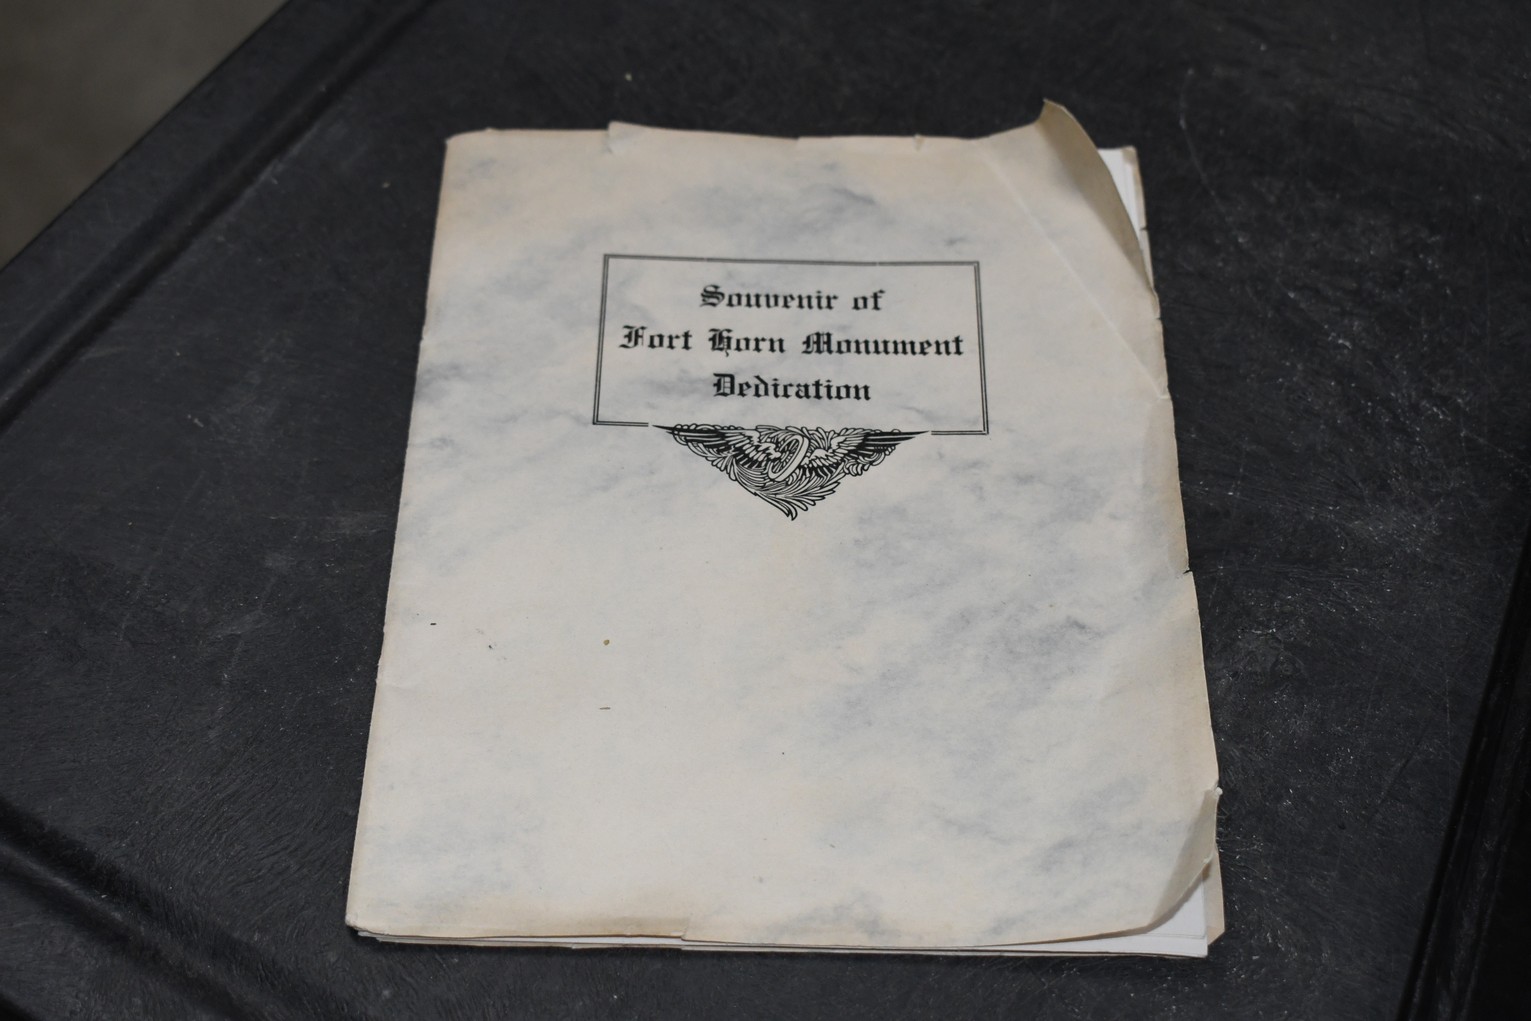 Souvenir of
Fort Horn Monument
Dedication